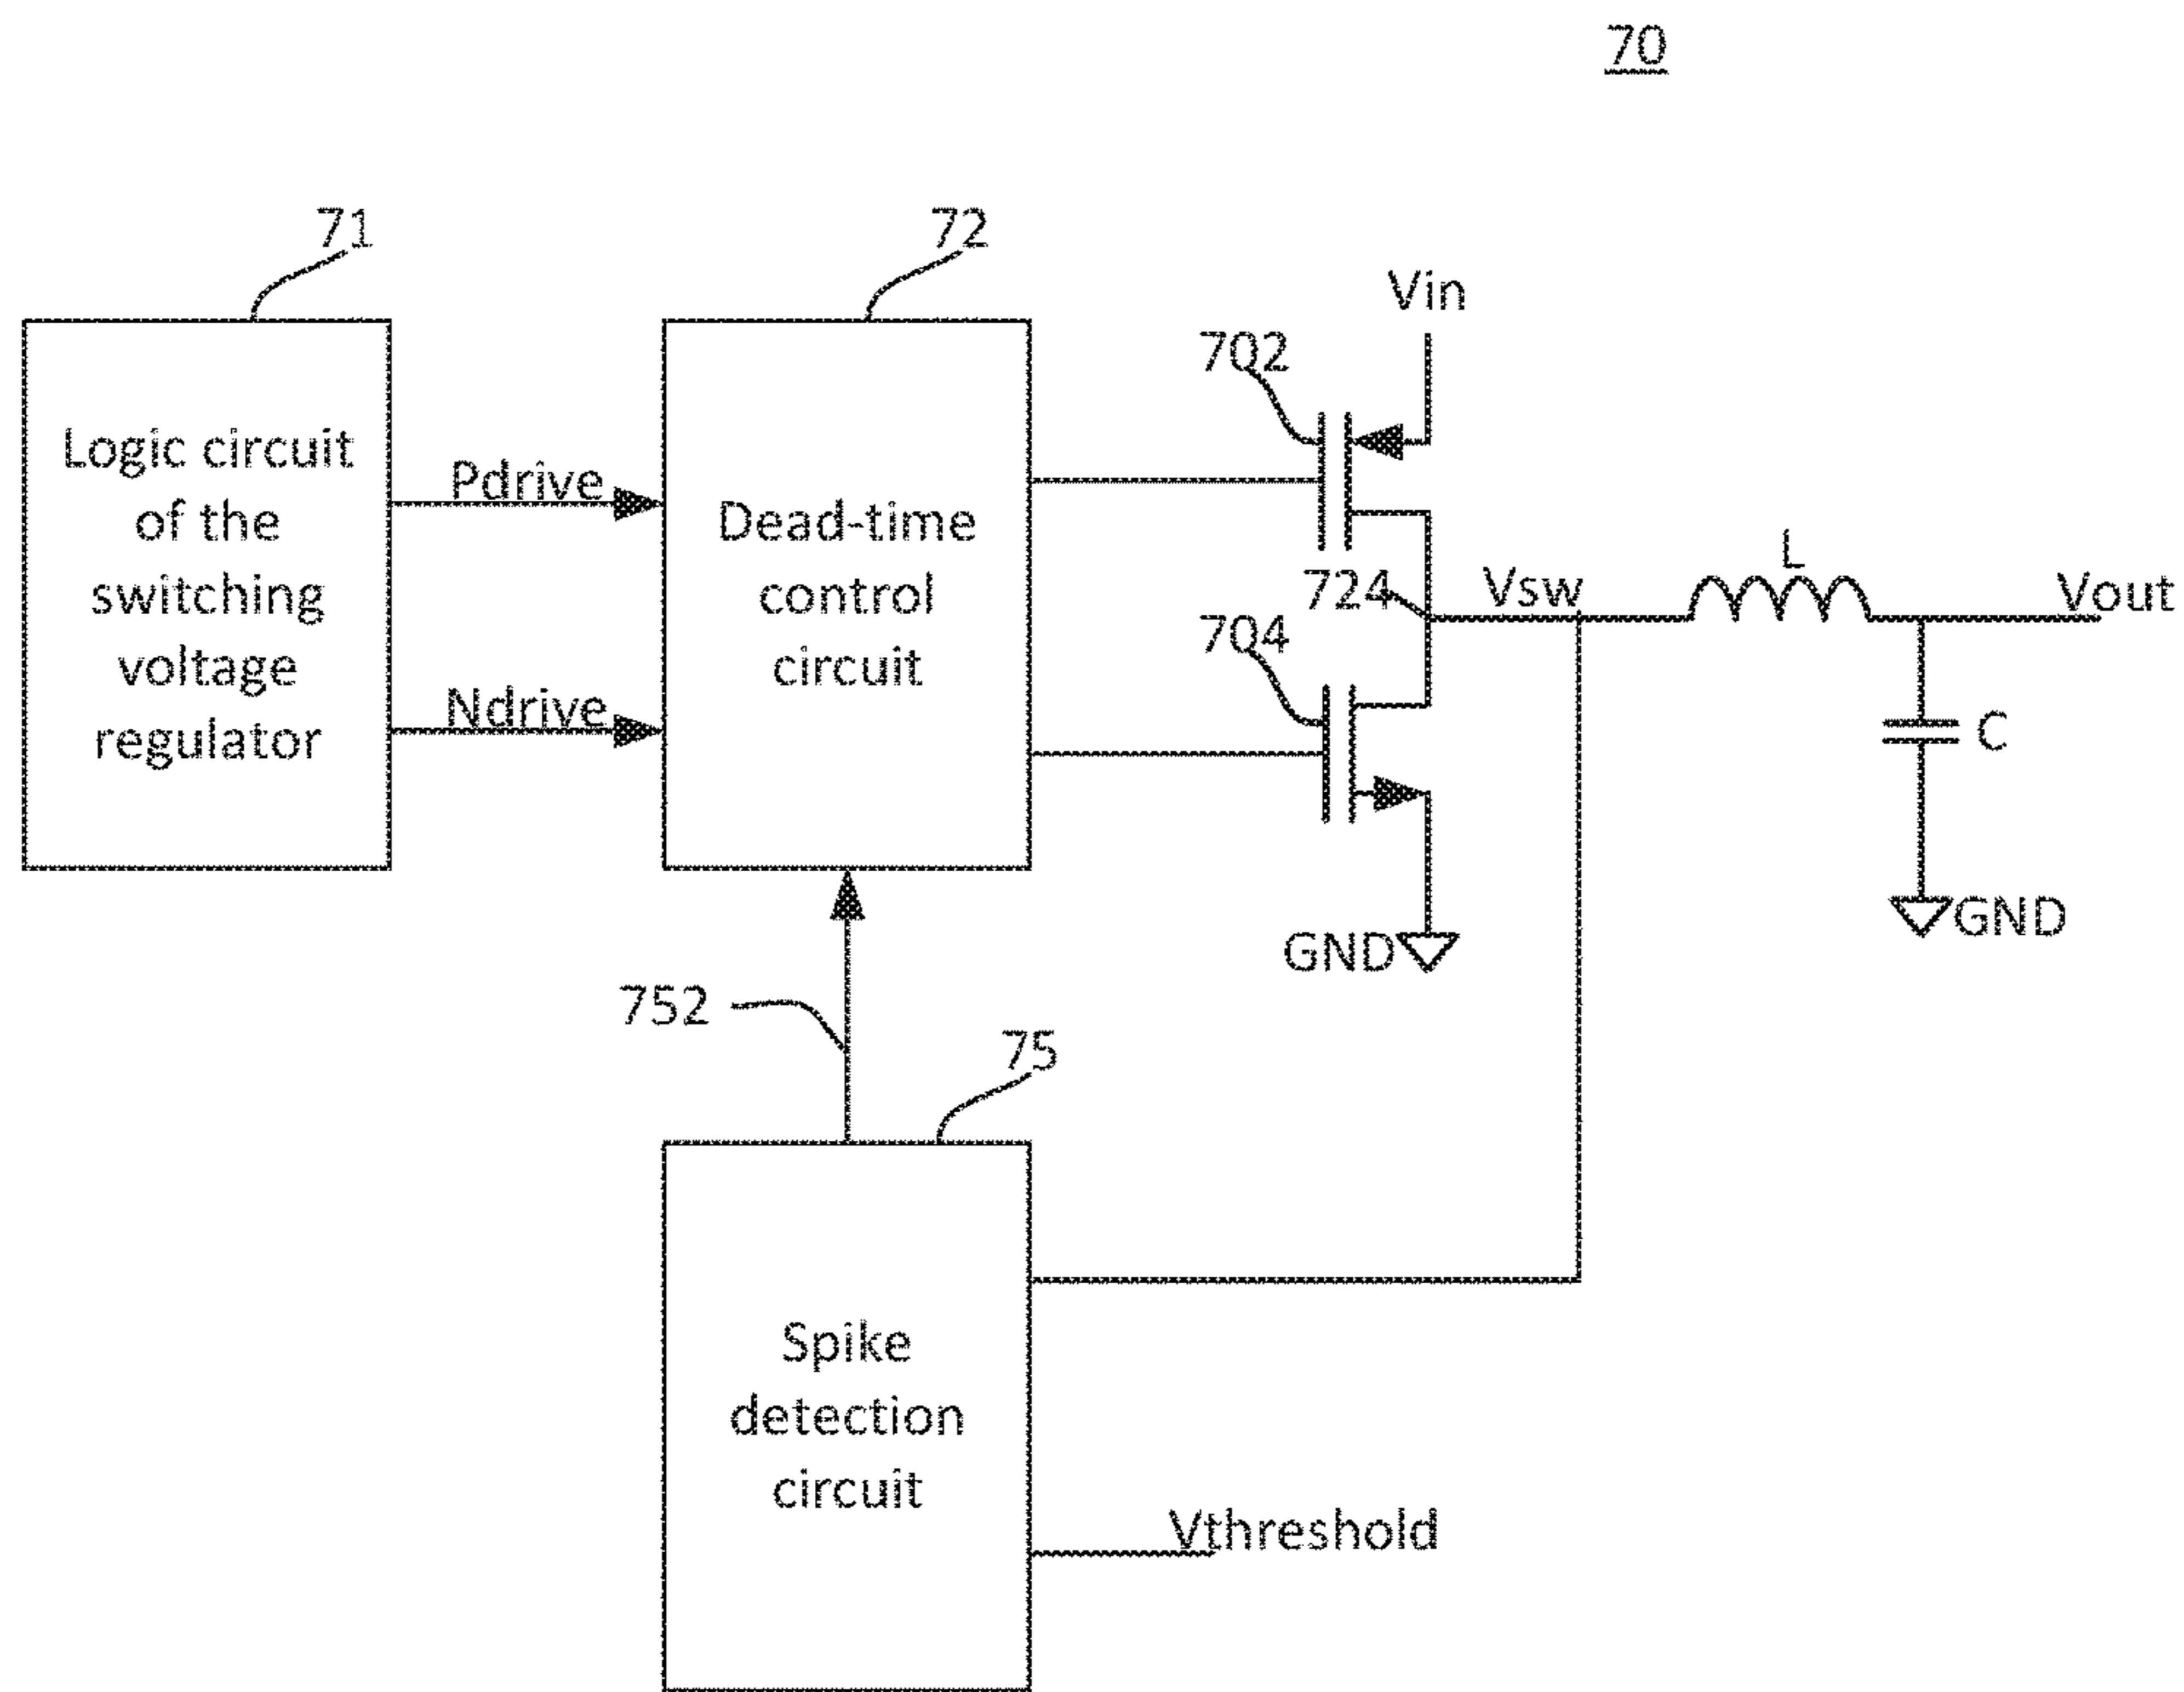 70
71
72
Vin
702
Logic circuit
of the
switching
voltage
regulator
Pdrive
Ndrive
Dead-time
control
circuit
724
704
Vsw
L
Vout
C
GND
GND
752
75
Spike
detection
circuit
Vthreshold